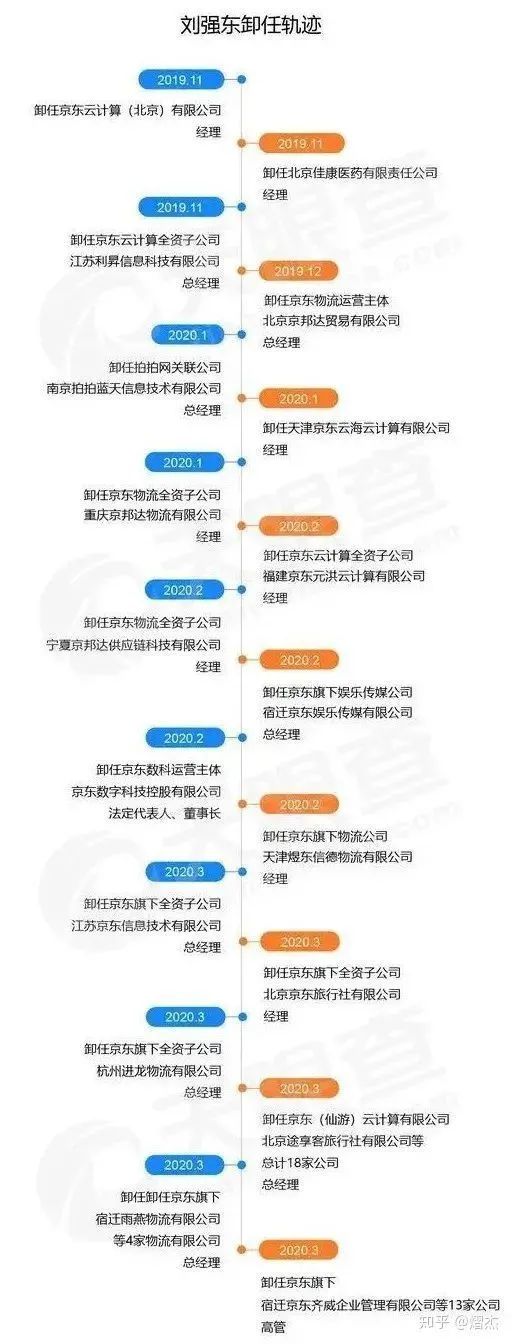 刘强东卸任轨迹
2019.11
卸任京东云计算（北京）有限公司
经理
2019.11
卸任北京佳康医药有限责任公司
经理
2019.11
卸任京东云计算全资子公司
江苏利昇信息科技有限公司
总经理
2019.12
卸任京东物流运营主体
北京京邦达贸易有限公司
总经理
2020.1
卸任拍拍网关联公司
南京拍拍蓝天信息技术有限公司
总经理
2020.1
卸任天津京东云海云计算有限公司
经理
2020.1
卸任京东物流全资子公司
重庆京邦达物流有限公司
经理
2020.2
卸任京东云计算全资子公司
福建京东元洪云计算有限公司
经理
2020.2
卸任京东物流全资子公司
宁夏京邦达供应链科技有限公司
经理
2020.2
卸任京东旗下娱乐传媒公司
宿迁京东娱乐传媒有限公司
总经理
2020.2
卸任京东数科运营主体
京东数字科技控股有限公司
法定代表人、董事长
2020.2
卸任京东旗下物流公司
天津煜东信德物流有限公司
经理
2020.3
卸任京东旗下全资子公司
江苏京东信息技术有限公司
总经理
2020.3
卸任京东旗下全资子公司
北京京东旅行社有限公司
经理
2020.3
卸任京东旗下全资子公司
杭州进龙物流有限公司
总经理
2020.3
卸任京东（仙游）云计算有限公司
北京途享客旅行社有限公司等
总计18家公司
总经理
2020.3
卸任卸任京东旗下
宿迁雨燕物流有限公司
等4家物流有限公司
总经理
2020.3
卸任京东旗下
宿迁京东齐威企业管理有限公司等13家公司
高管
知乎 @熠杰
天眼查